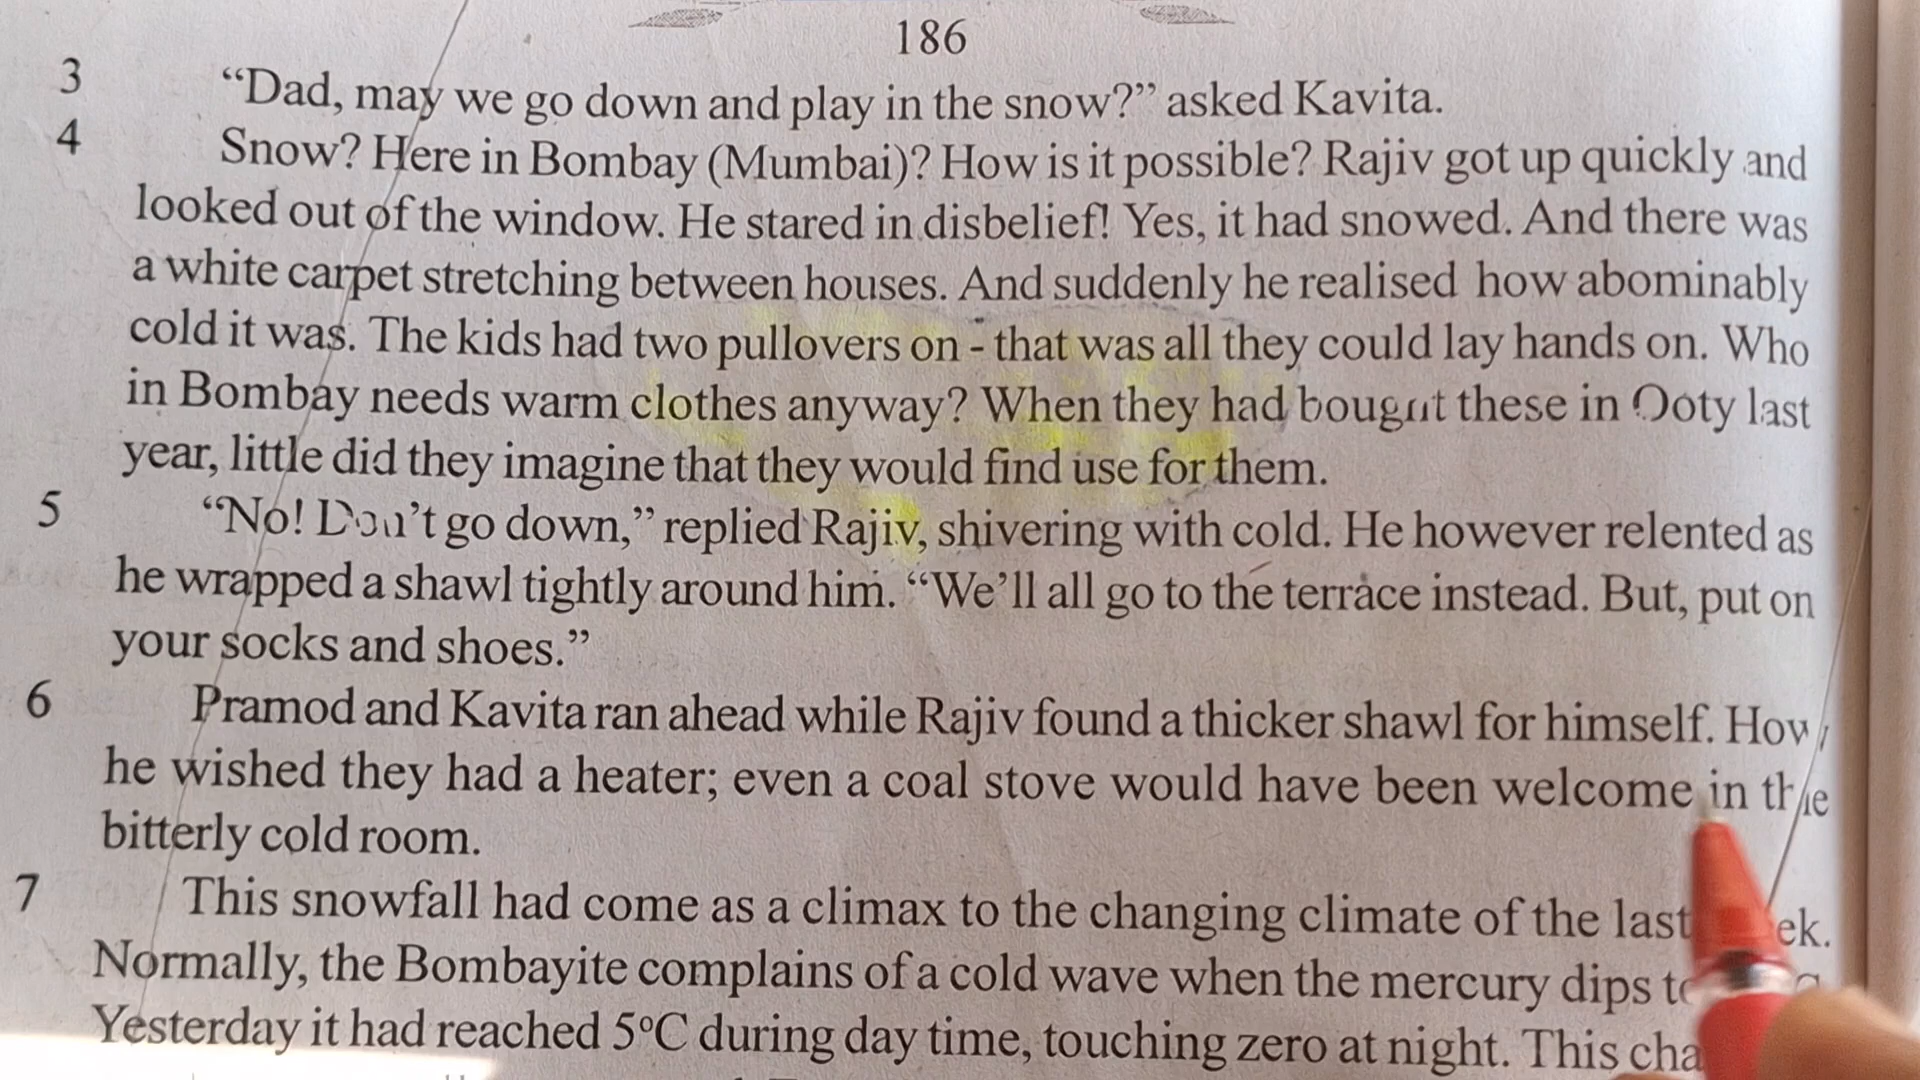 186
3 “Dad, may we go down and play in the snow?” asked Kavita.
4 Snow? Here in Bombay (Mumbai)? How is it possible? Rajiv got up quickly and
looked out of the window. He stared in disbelief! Yes, it had snowed. And there was
a white carpet stretching between houses. And suddenly he realised how abominably
cold it was. The kids had two pullovers on - that was all they could lay hands on. Who
in Bombay needs warm clothes anyway? When they had bought these in Ooty last
year, little did they imagine that they would find use for them.
5 “No! Don’t go down,” replied Rajiv, shivering with cold. He however relented as
he wrapped a shawl tightly around him. “We’ll all go to the terrace instead. But, put on
your socks and shoes.”
6 Pramod and Kavita ran ahead while Rajiv found a thicker shawl for himself. How
he wished they had a heater; even a coal stove would have been welcome in the
bitterly cold room.
7 This snowfall had come as a climax to the changing climate of the last
Normally, the Bombayite complains of a cold wave when the mercury dips
Yesterday it had reached 5°C during day time, touching zero at night. This